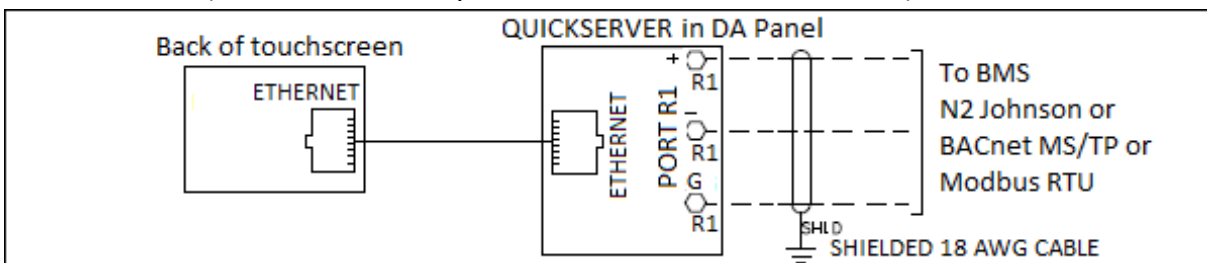 QUICKSERVER in DA Panel
Back of touchscreen
ETHERNET
ETHERNET
PORT R1
+
R1
-
R1
G
R1
To BMS
N2 Johnson or
BACnet MS/TP or
Modbus RTU
SHLD
SHIELDED 18 AWG CABLE